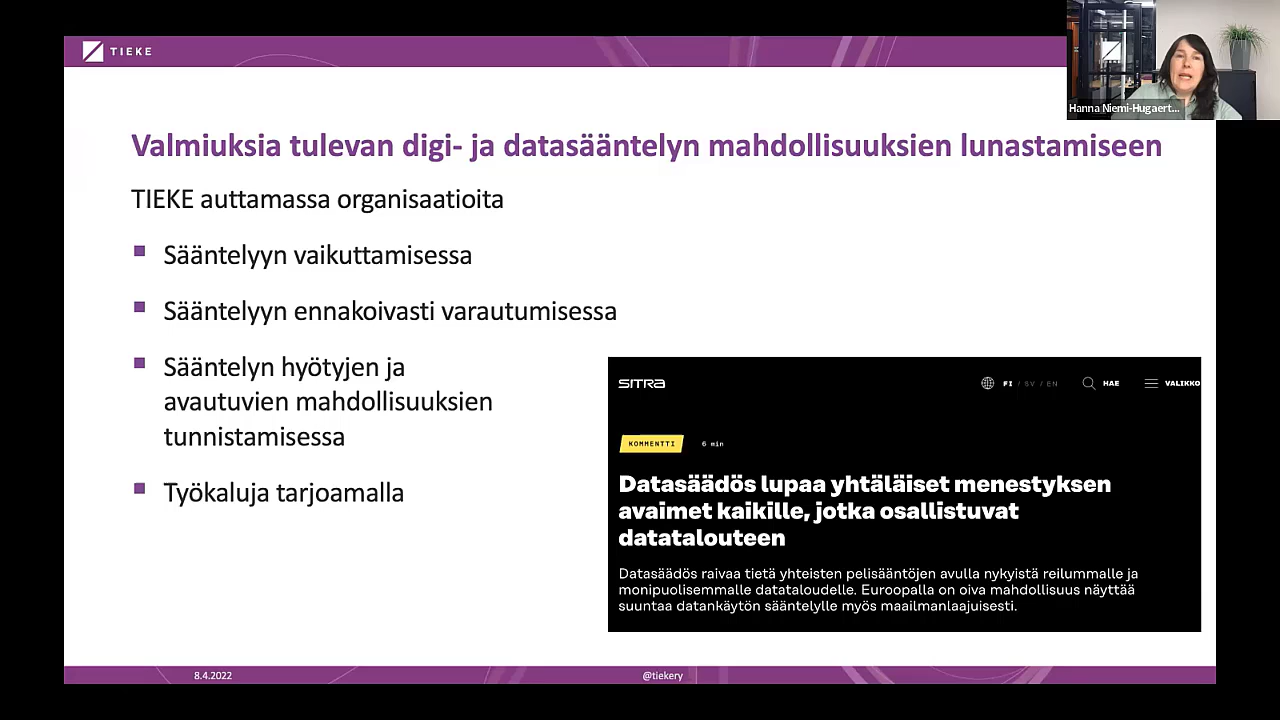 TIEKE
Hanna Niemi-Hugaert...
Valmiuksia tulevan digi- ja datasääntelyn mahdollisuuksien lunastamiseen
TIEKE auttamassa organisaatioita
Sääntelyyn vaikuttamisessa
Sääntelyyn ennakoivasti varautumisessa
Sääntelyn hyötyjen ja
avautuvien mahdollisuuksien
tunnistamisessa
Työkaluja tarjoamalla
SITRA
FI / SV / EN
HAE
VALIKKO
KOMMENTTI
6 min
Datasäädös lupaa yhtäläiset menestyksen
avaimet kaikille, jotka osallistuvat
datatalouteen
Datasäädös raivaa tietä yhteisten pelisääntöjen avulla nykyistä reilummalle ja
monipuolisemmalle datataloudelle. Euroopalla on oiva mahdollisuus näyttää
suuntaa datankäytön sääntelylle myös maailmanlaajuisesti.
8.4.2022
@tiekery